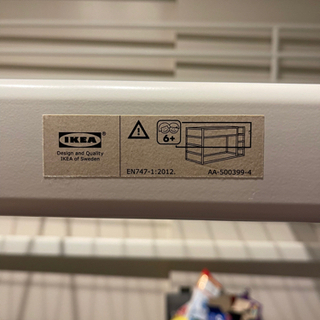 IKEA
Design and Quality
IKEA of Sweden
6+
EN747-1:2012.
AA-500399-4